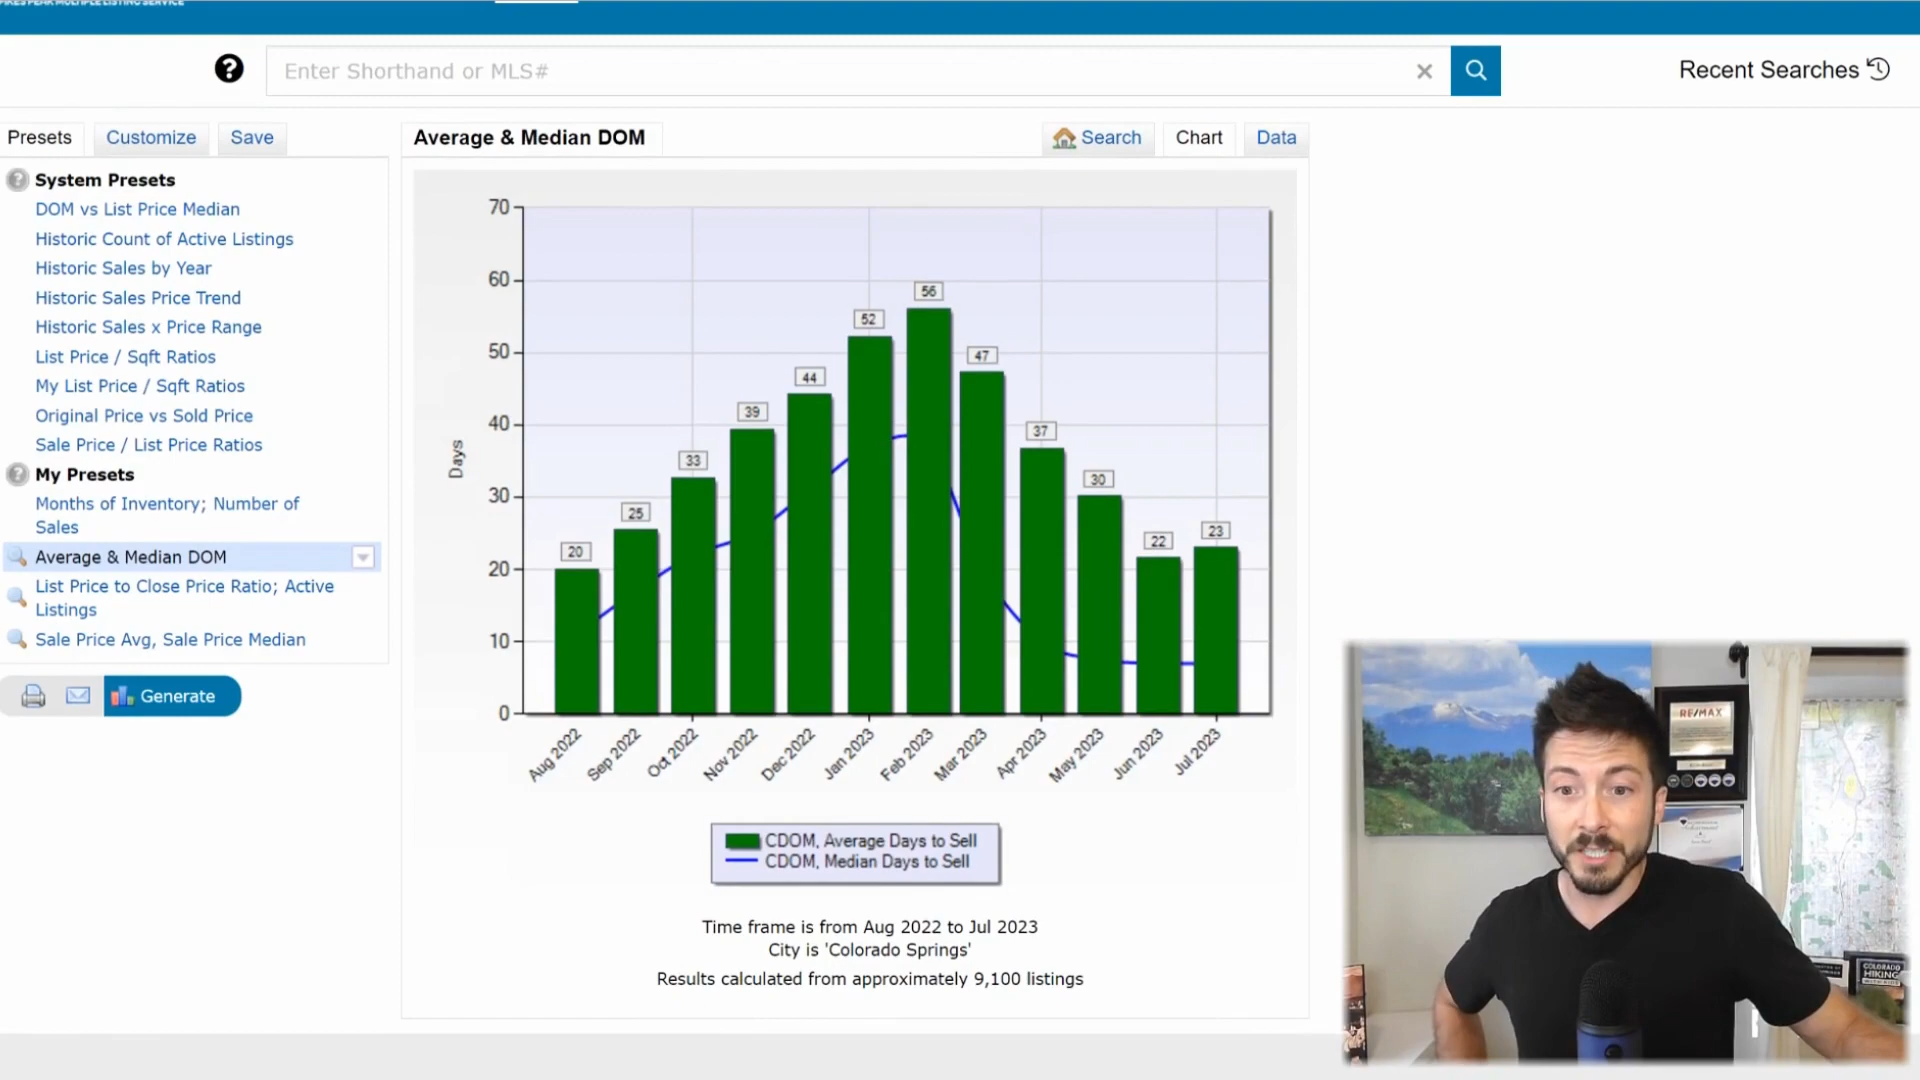 PIKES PEAK MULTIPLE LISTING SERVICE
Enter Shorthand or MLS#
Recent Searches
Presets
Customize
Save
System Presets
DOM vs List Price Median
Historic Count of Active Listings
Historic Sales by Year
Historic Sales Price Trend
Historic Sales x Price Range
List Price / Sqft Ratios
My List Price / Sqft Ratios
Original Price vs Sold Price
Sale Price / List Price Ratios
My Presets
Months of Inventory; Number of
Sales
Average & Median DOM
List Price to Close Price Ratio; Active
Listings
Sale Price Avg, Sale Price Median
Generate
Average & Median DOM
Search
Chart
Data
70
60
50
40
30
20
10
0
Days
20
25
33
39
44
52
56
47
37
30
22
23
Aug 2022
Sep 2022
Oct 2022
Nov 2022
Dec 2022
Jan 2023
Feb 2023
Mar 2023
Apr 2023
May 2023
Jun 2023
Jul 2023
CDOM, Average Days to Sell
CDOM, Median Days to Sell
Time frame is from Aug 2022 to Jul 2023
City is 'Colorado Springs'
Results calculated from approximately 9,100 listings
RE/MAX
COLORADO
HIKING